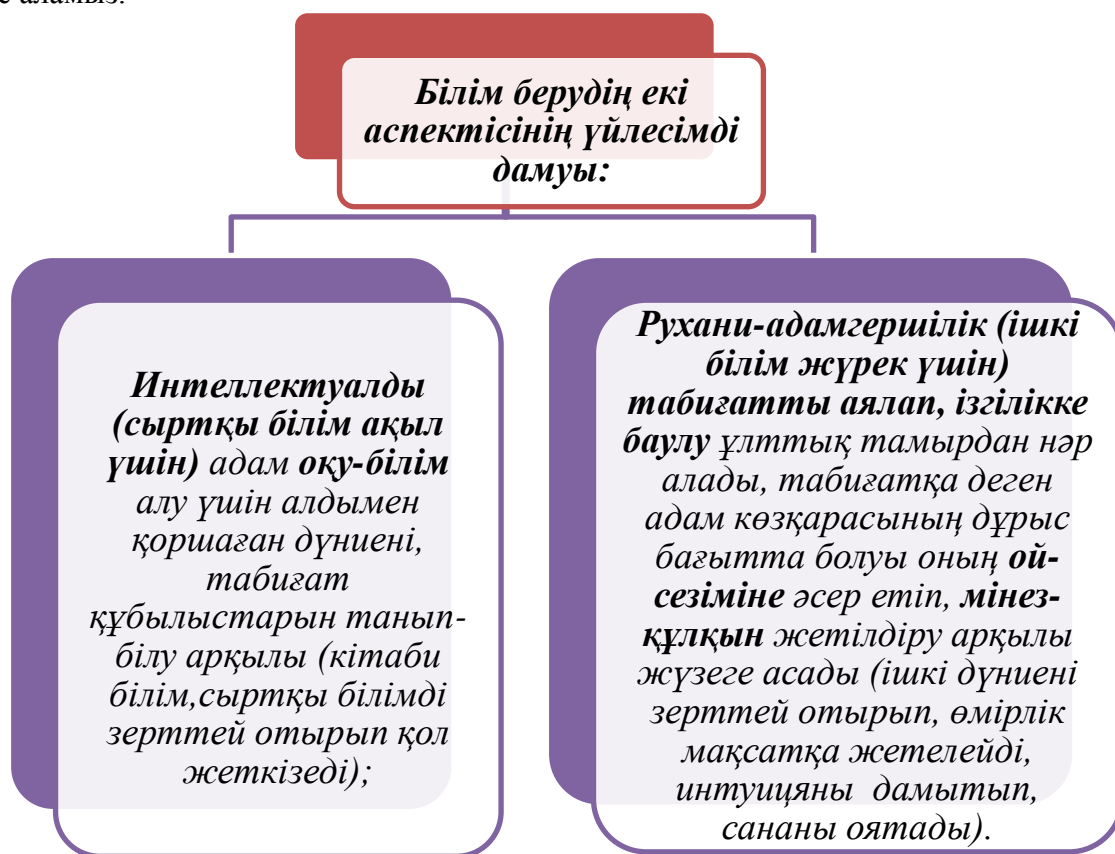 аламыз.
Білім берудің екі
аспектісінің үйлесімді
дамуы:
Интеллектуалды
(сыртқы білім ақыл
үшін) адам оқу-білім
алу үшін алдымен
қоршаған дүниені,
табиғат
құбылыстарын танып-
білу арқылы (кітаби
білім,сыртқы білімді
зерттей отырып қол
жеткізеді);
Рухани-адамгершілік (ішкі
білім жүрек үшін)
табиғатты аялап, ізгілікке
баулу ұлттық тамырдан нәр
алады, табиғатқа деген
адам көзқарасының дұрыс
бағытта болуы оның ой-
сезіміне әсер етіп, мінез-
құлқын жетілдіру арқылы
жүзеге асады (ішкі дүниені
зерттей отырып, өмірлік
мақсатқа жетелейді,
интуицяны дамытып,
сананы оятады).